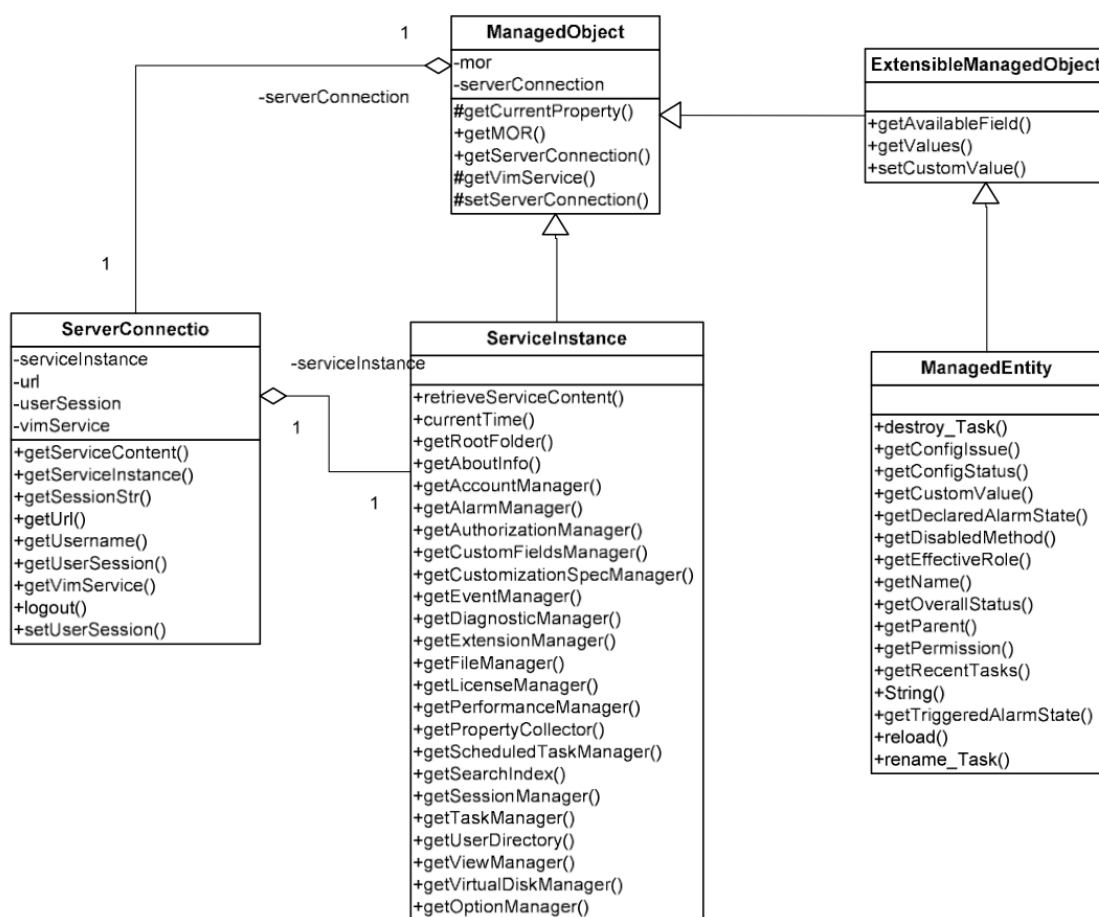 1
ManagedObject
-mor
-serverConnection
#getCurrentProperty()
+getMOR()
+getServerConnection()
#getVimService()
#setServerConnection()
ExtensibleManagedObject
+getAvailableField()
+getValues()
+setCustomValue()
-serverConnection
1
ServerConnectio
-serviceInstance
-url
-userSession
-vimService
+getServiceContent()
+getServiceInstance()
+getSessionStr()
+getUrl()
+getUsername()
+getUserSession()
+getVimService()
+logout()
+setUserSession()
-serviceInstance
1
1
ServiceInstance
+retrieveServiceContent()
+currentTime()
+getRootFolder()
+getAboutInfo()
+getAccountManager()
+getAlarmManager()
+getAuthorizationManager()
+getCustomFieldsManager()
+getCustomizationSpecManager()
+getEventManager()
+getDiagnosticManager()
+getExtensionManager()
+getFileManager()
+getLicenseManager()
+getPerformanceManager()
+getPropertyCollector()
+getScheduledTaskManager()
+getSearchIndex()
+getSessionManager()
+getTaskManager()
+getUserDirectory()
+getViewManager()
+getVirtualDiskManager()
+getOptionManager()
ManagedEntity
+destroy_Task()
+getConfigIssue()
+getConfigStatus()
+getCustomValue()
+getDeclaredAlarmState()
+getDisabledMethod()
+getEffectiveRole()
+getName()
+getOverallStatus()
+getParent()
+getPermission()
+getRecentTasks()
+String()
+getTriggeredAlarmState()
+reload()
+rename_Task()